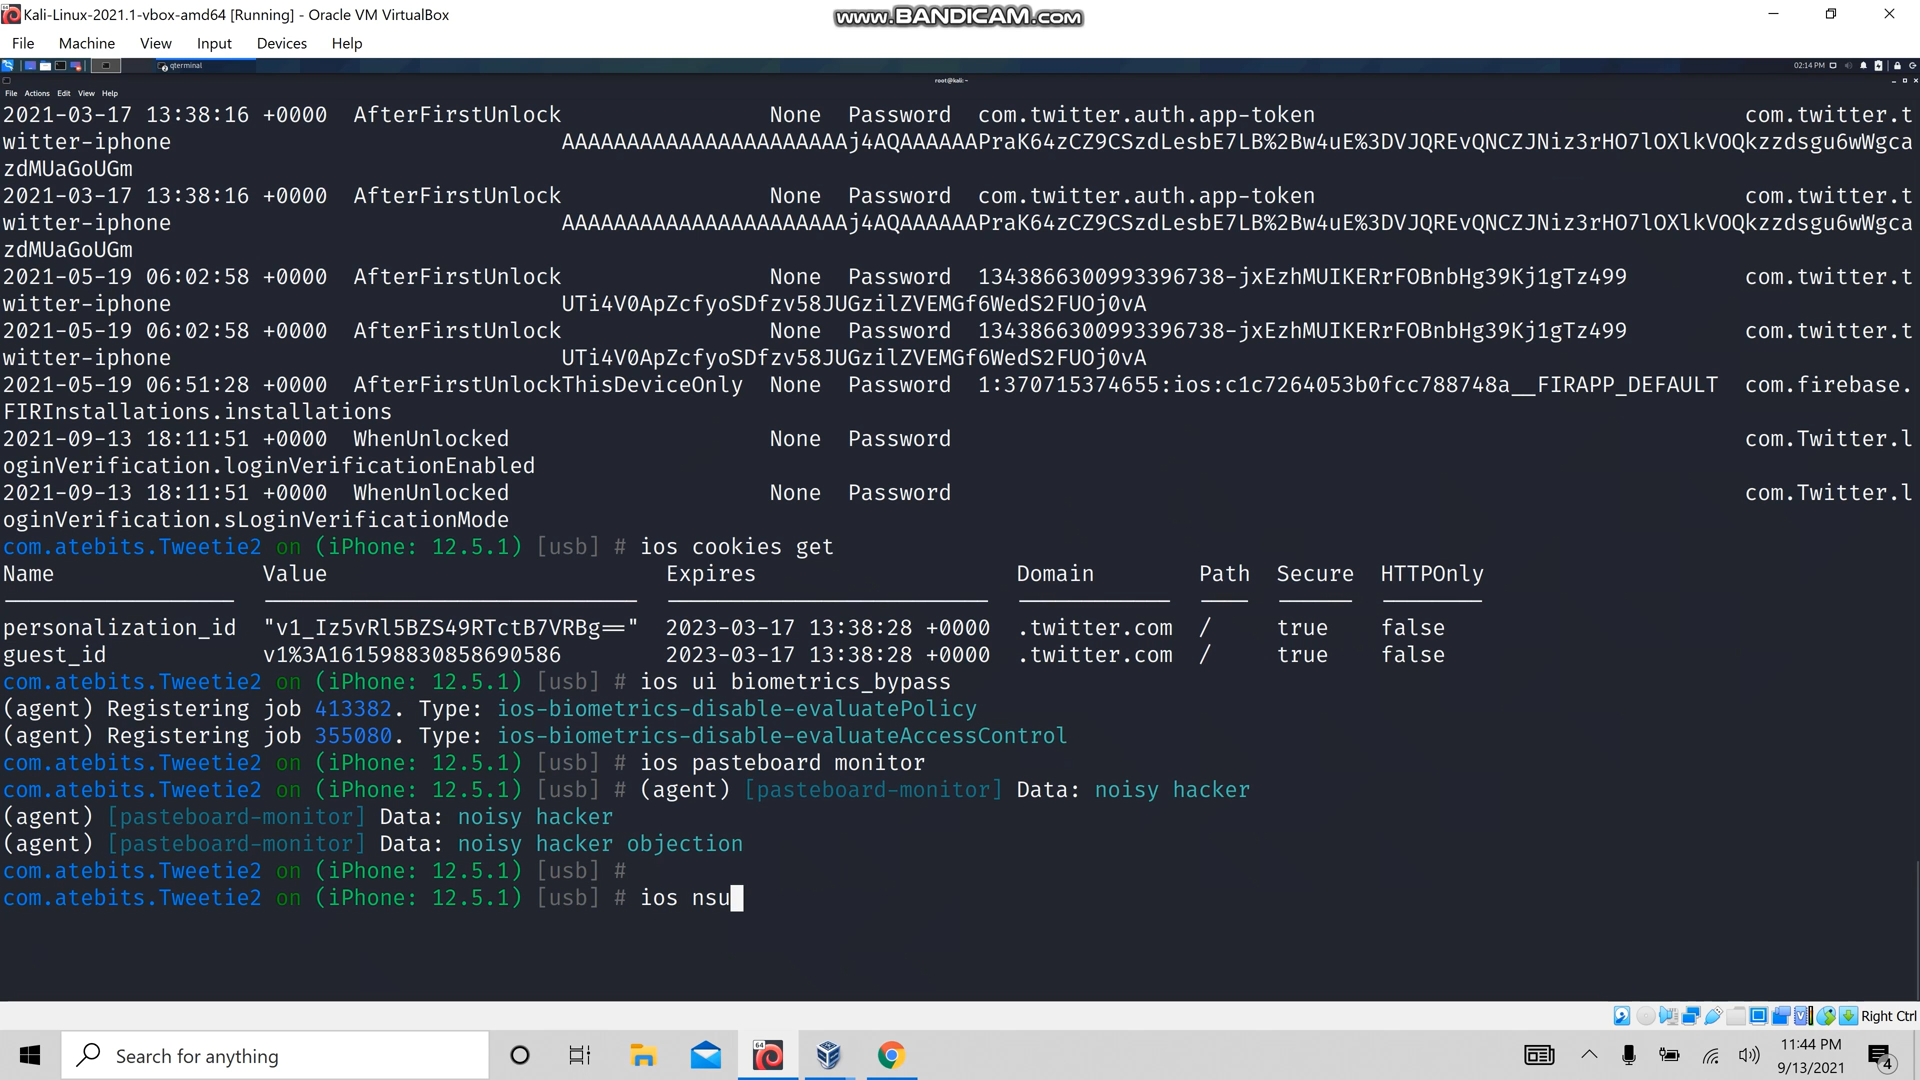 Kali-Linux-2021.1-vbox-amd64 [Running] - Oracle VM VirtualBox
www.BANDICAM.com
File Machine View Input Devices Help
qterminal
02:14 PM
root@kali: ~
File Actions Edit View Help
2021-03-17 13:38:16 +0000 AfterFirstUnlock None Password com.twitter.auth.app-token com.twitter.t
witter-iphone AAAAAAAAAAAAAAAAAAAAAAj4AQAAAAAAPraK64zCZ9CSzdLesbE7LB%2Bw4uE%3DVJQREvQNCZJNiz3rHO7lOXlkVOQkzzdsgu6wWgca
zdMUaGoUGm
2021-03-17 13:38:16 +0000 AfterFirstUnlock None Password com.twitter.auth.app-token com.twitter.t
witter-iphone AAAAAAAAAAAAAAAAAAAAAAj4AQAAAAAAPraK64zCZ9CSzdLesbE7LB%2Bw4uE%3DVJQREvQNCZJNiz3rHO7lOXlkVOQkzzdsgu6wWgca
zdMUaGoUGm
2021-05-19 06:02:58 +0000 AfterFirstUnlock None Password 1343866300993396738-jxEzhMUIKERrFOBnbHg39Kj1gTz499 com.twitter.t
witter-iphone UTi4V0ApZcfyoSDfzv58JUGzilZVEMGf6WedS2FUOj0vA
2021-05-19 06:02:58 +0000 AfterFirstUnlock None Password 1343866300993396738-jxEzhMUIKERrFOBnbHg39Kj1gTz499 com.twitter.t
witter-iphone UTi4V0ApZcfyoSDfzv58JUGzilZVEMGf6WedS2FUOj0vA
2021-05-19 06:51:28 +0000 AfterFirstUnlockThisDeviceOnly None Password 1:370715374655:ios:c1c7264053b0fcc788748a__FIRAPP_DEFAULT com.firebase.
FIRInstallations.installations
2021-09-13 18:11:51 +0000 WhenUnlocked None Password com.Twitter.l
oginVerification.loginVerificationEnabled
2021-09-13 18:11:51 +0000 WhenUnlocked None Password com.Twitter.l
oginVerification.sLoginVerificationMode
com.atebits.Tweetie2 on (iPhone: 12.5.1) [usb] # ios cookies get
Name Value Expires Domain Path Secure HTTPOnly
personalization_id "v1_Iz5vRl5BZS49RTctB7VRBg==" 2023-03-17 13:38:28 +0000 .twitter.com / true false
guest_id v1%3A161598830858690586 2023-03-17 13:38:28 +0000 .twitter.com / true false
com.atebits.Tweetie2 on (iPhone: 12.5.1) [usb] # ios ui biometrics_bypass
(agent) Registering job 413382. Type: ios-biometrics-disable-evaluatePolicy
(agent) Registering job 355080. Type: ios-biometrics-disable-evaluateAccessControl
com.atebits.Tweetie2 on (iPhone: 12.5.1) [usb] # ios pasteboard monitor
com.atebits.Tweetie2 on (iPhone: 12.5.1) [usb] # (agent) [pasteboard-monitor] Data: noisy hacker
(agent) [pasteboard-monitor] Data: noisy hacker
(agent) [pasteboard-monitor] Data: noisy hacker objection
com.atebits.Tweetie2 on (iPhone: 12.5.1) [usb] #
com.atebits.Tweetie2 on (iPhone: 12.5.1) [usb] # ios nsu
Right Ctrl
Search for anything
64
11:44 PM
9/13/2021
4